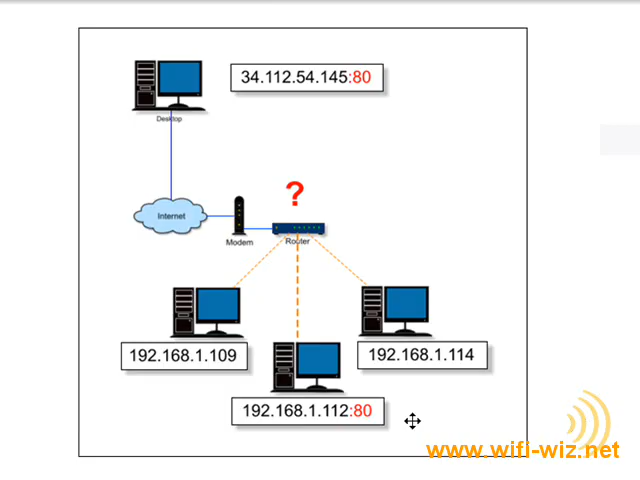 34.112.54.145:80
Desktop
?
Internet
Modem
Router
192.168.1.109
192.168.1.114
192.168.1.112:80
www.wifi-wiz.net